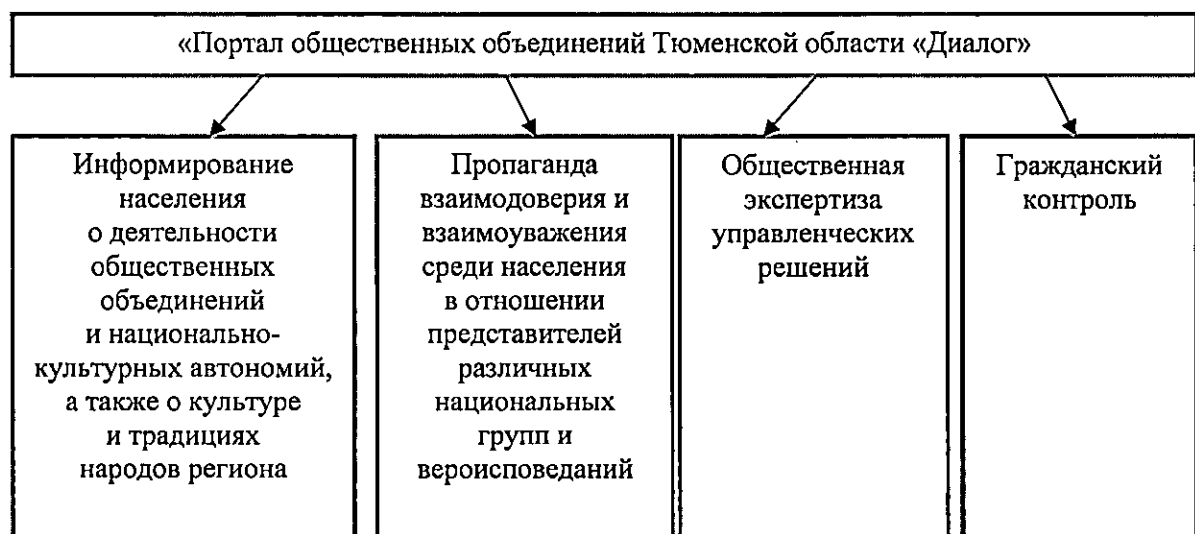 «Портал общественных объединений Тюменской области «Диалог»
Информирование
населения
о деятельности
общественных
объединений
и национально-
культурных автономий,
а также о культуре
и традициях
народов региона
Пропаганда
взаимодоверия и
взаимоуважения
среди населения
в отношении
представителей
различных
национальных
групп и
вероисповеданий
Общественная
экспертиза
управленческих
решений
Гражданский
контроль